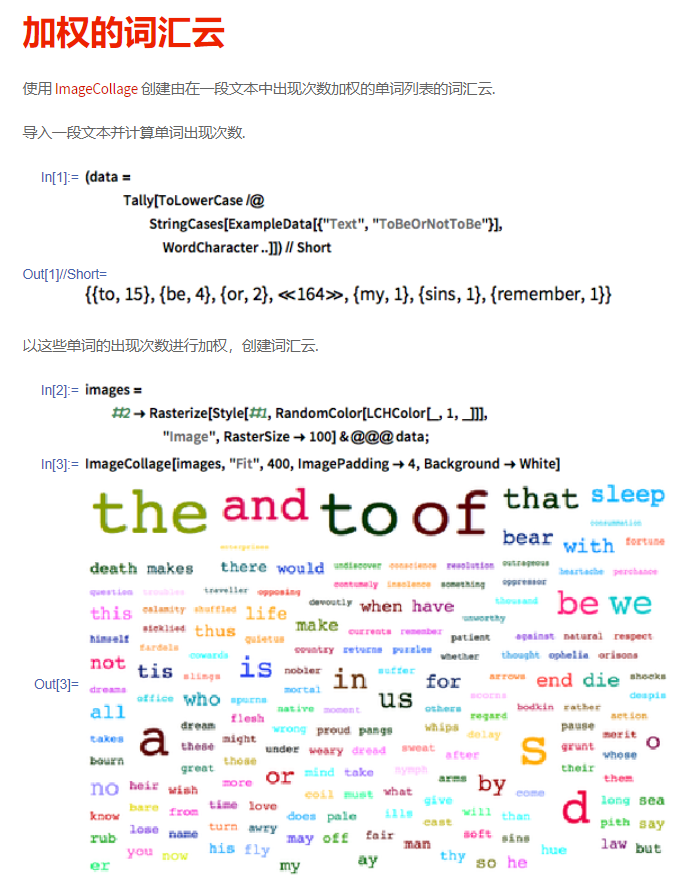 加权的词汇云
使用 ImageCollage 创建由在一段文本中出现次数加权的单词列表的词汇云.
导入一段文本并计算单词出现次数.
In[1]:= (data =
Tally[ToLowerCase /@
StringCases[ExampleData[{"Text", "ToBeOrNotToBe"}],
WordCharacter ..]]) // Short
Out[1]//Short=
{{to, 15}, {be, 4}, {or, 2}, ≪164≫, {my, 1}, {sins, 1}, {remember, 1}}
以这些单词的出现次数进行加权，创建词汇云.
In[2]:= images =
#2 → Rasterize[Style[#1, RandomColor[LCHColor[_, 1, _]]],
"Image", RasterSize → 100] & @@@ data;
In[3]:= ImageCollage[images, "Fit", 400, ImagePadding → 4, Background → White]
the and to of that sleep
consummation
enterprises bear with fortune
death makes there would undiscover conscience resolution outrageous heartache perchance
contumely insolence something oppressor
question troubles traveller opposing
this calamity shuffled life devoutly when have thousand be we
sicklied thus make unworthy
himself quietus currents remember patient against natural respect
fardels country returns puzzles
not tis cowards is nobler in suffer whether thought ophelia orisons
slings for arrows end die shocks
dreams mortal us scorns despis
all office who spurns native moment others regard bodkin rather action
flesh
takes a dream wrong proud pangs whips delay s pause merit o
these might under weary dread sweat after grunt whose
bourn great those their
no heir wish more or mind take nymph arms by come them
coil must what d long sea
know bare from time love does pale ills give will than pith say
cast
rub lose name turn awry may off fair man soft sins law but
you now his fly thy so he hue
er my ay
Out[3]=